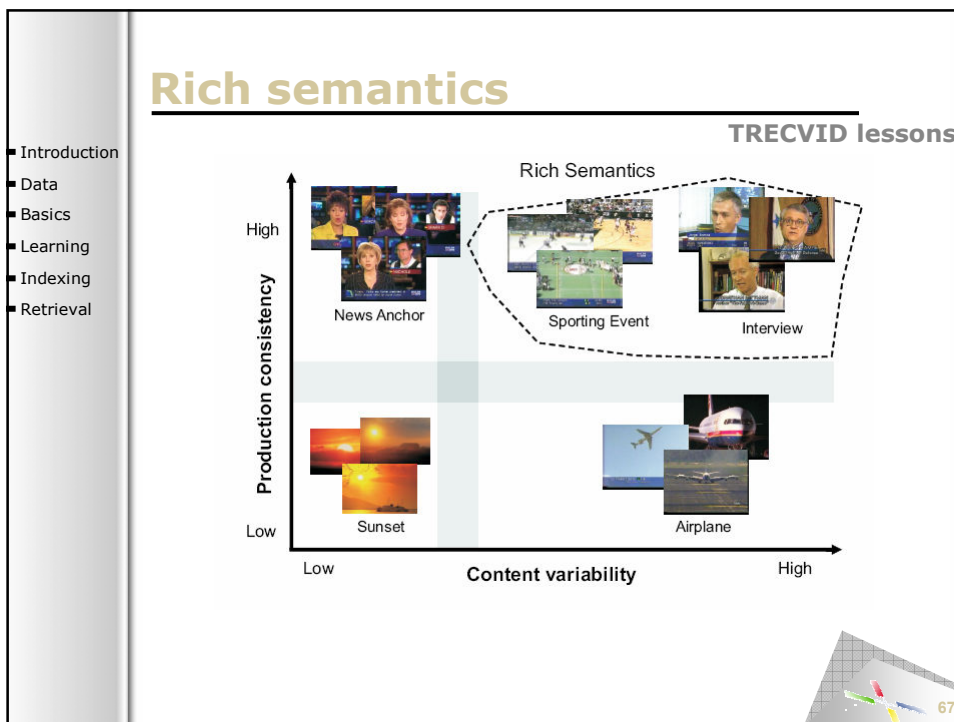 Rich semantics
TRECVID lessons
Introduction
Data
Basics
Learning
Indexing
Retrieval
Rich Semantics
High
News Anchor
Sporting Event
Interview
Production consistency
Sunset
Airplane
Low
Low
Content variability
High
67